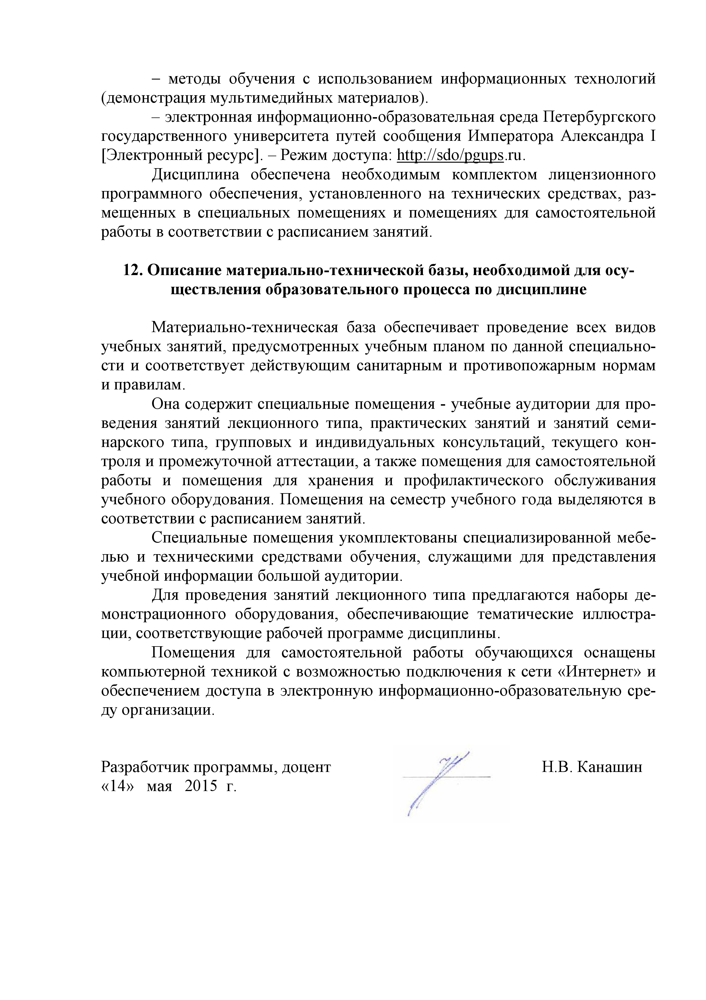 – методы обучения с использованием информационных технологий
(демонстрация мультимедийных материалов).
– электронная информационно-образовательная среда Петербургского
государственного университета путей сообщения Императора Александра I
[Электронный ресурс]. – Режим доступа: http://sdo/pgups.ru.
Дисциплина обеспечена необходимым комплектом лицензионного
программного обеспечения, установленного на технических средствах, раз-
мещенных в специальных помещениях и помещениях для самостоятельной
работы в соответствии с расписанием занятий.
12. Описание материально-технической базы, необходимой для осу-
ществления образовательного процесса по дисциплине
Материально-техническая база обеспечивает проведение всех видов
учебных занятий, предусмотренных учебным планом по данной специально-
сти и соответствует действующим санитарным и противопожарным нормам
и правилам.
Она содержит специальные помещения - учебные аудитории для про-
ведения занятий лекционного типа, практических занятий и занятий семи-
нарского типа, групповых и индивидуальных консультаций, текущего кон-
троля и промежуточной аттестации, а также помещения для самостоятельной
работы и помещения для хранения и профилактического обслуживания
учебного оборудования. Помещения на семестр учебного года выделяются в
соответствии с расписанием занятий.
Специальные помещения укомплектованы специализированной мебе-
лью и техническими средствами обучения, служащими для представления
учебной информации большой аудитории.
Для проведения занятий лекционного типа предлагаются наборы де-
монстрационного оборудования, обеспечивающие тематические иллюстра-
ции, соответствующие рабочей программе дисциплины.
Помещения для самостоятельной работы обучающихся оснащены
компьютерной техникой с возможностью подключения к сети «Интернет» и
обеспечением доступа в электронную информационно-образовательную сре-
ду организации.
Разработчик программы, доцент Н.В. Канашин
«14» мая 2015 г.